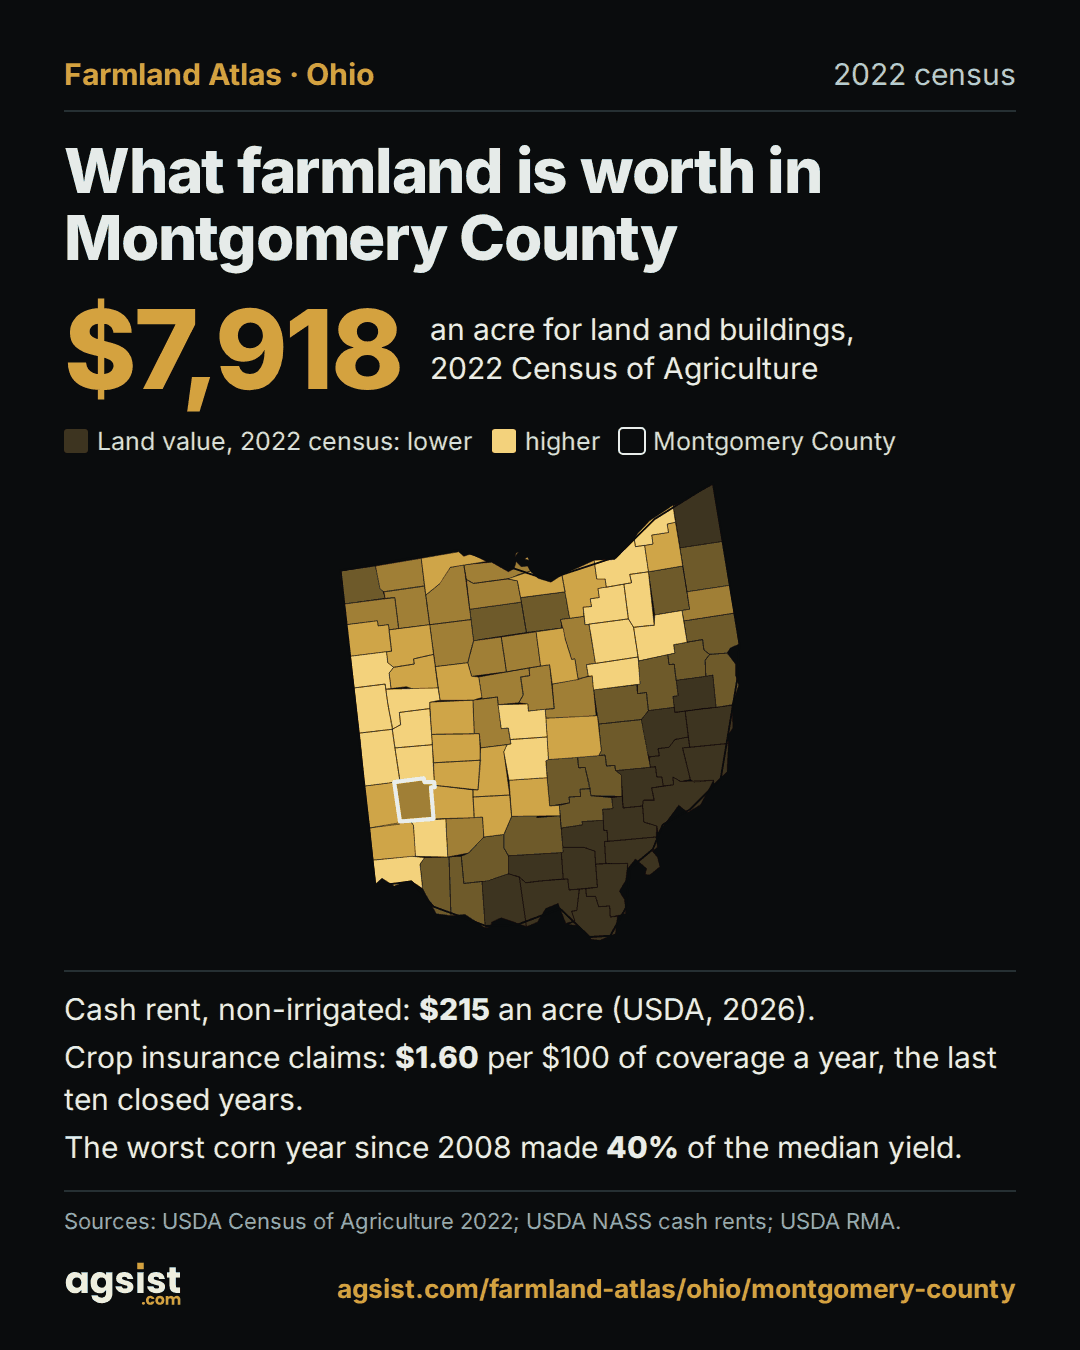 Farmland Atlas · Ohio
2022 census
What farmland is worth in
Montgomery County
$7,918
an acre for land and buildings,
2022 Census of Agriculture
Land value, 2022 census: lower
higher
Montgomery County
Cash rent, non-irrigated: $215 an acre (USDA, 2026).
Crop insurance claims: $1.60 per $100 of coverage a year, the last
ten closed years.
The worst corn year since 2008 made 40% of the median yield.
Sources: USDA Census of Agriculture 2022; USDA NASS cash rents; USDA RMA.
agsist
.com
agsist.com/farmland-atlas/ohio/montgomery-county